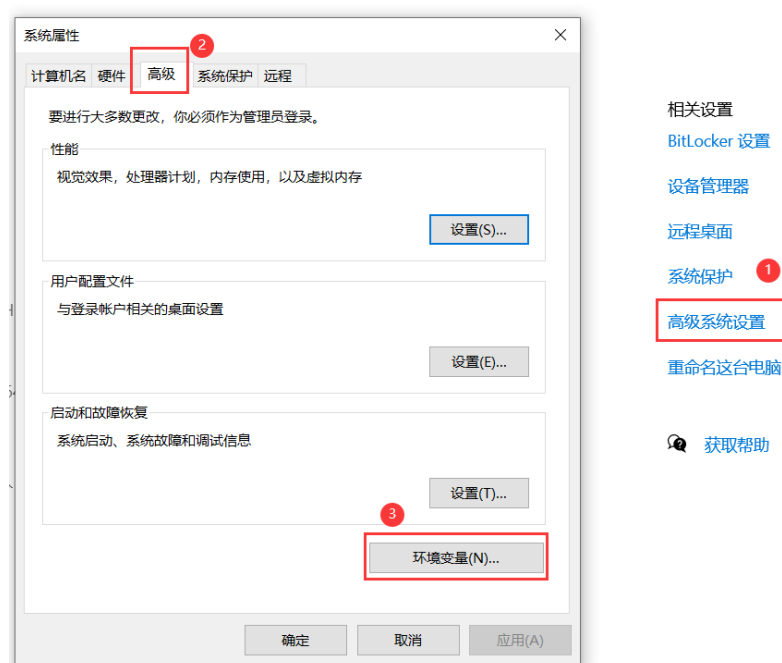 系统属性
2
计算机名 硬件 高级 系统保护 远程
要进行大多数更改，你必须作为管理员登录。
性能
视觉效果，处理器计划，内存使用，以及虚拟内存
设置(S)...
用户配置文件
与登录帐户相关的桌面设置
设置(E)...
启动和故障恢复
系统启动、系统故障和调试信息
设置(T)...
3
环境变量(N)...
确定 取消 应用(A)
相关设置
BitLocker 设置
设备管理器
远程桌面
系统保护
1
高级系统设置
重命名这台电脑
获取帮助